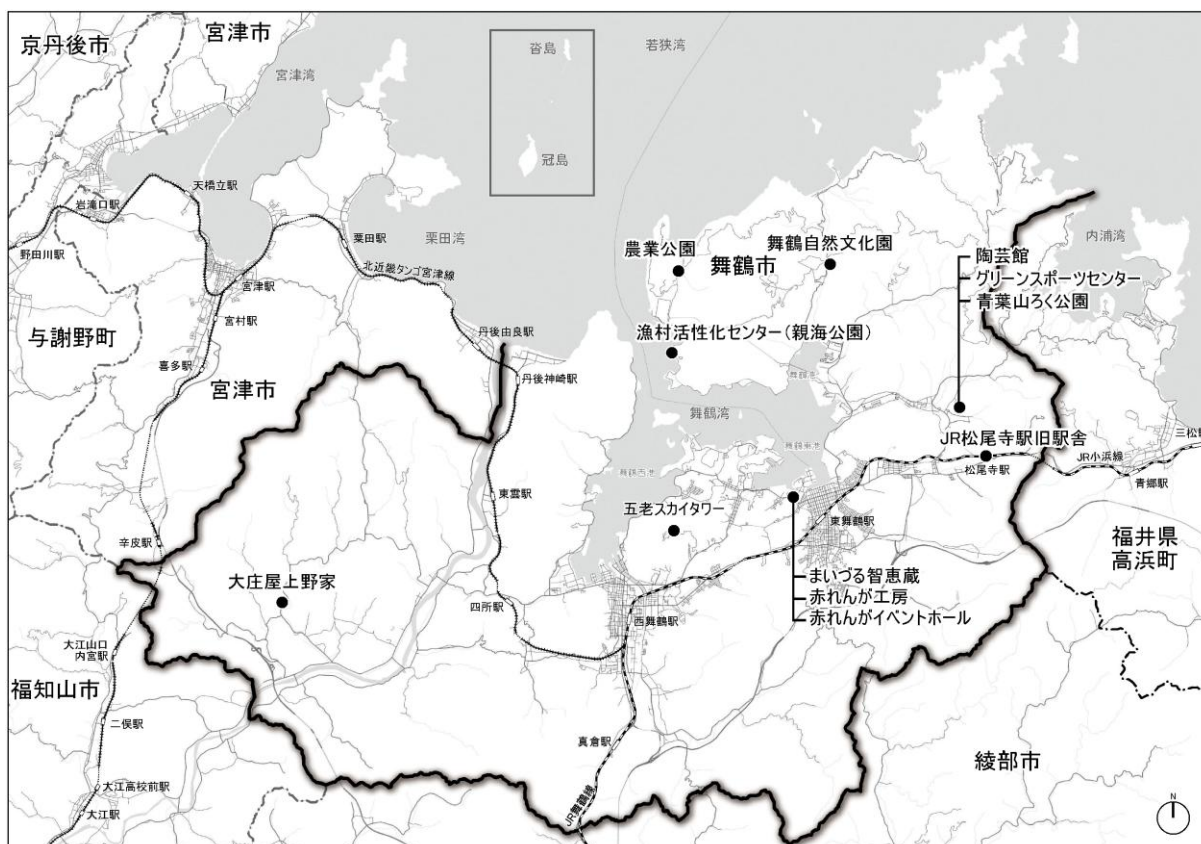 京丹後市
宮津市
宮津湾
沓島
冠島
若狭湾
天橋立駅
岩滝口駅
野田川駅
栗田駅
栗田湾
北近畿タンゴ宮津線
宮津駅
宮村駅
喜多駅
与謝野町
宮津市
丹後由良駅
丹後神崎駅
農業公園
舞鶴自然文化園
舞鶴市
漁村活性化センター(親海公園)
舞鶴湾
舞鶴港
内浦湾
陶芸館
グリーンスポーツセンター
青葉山ろく公園
JR松尾寺駅旧駅舎
松尾寺駅
JR小浜線
青郷駅
東雲駅
舞鶴西港
舞鶴東港
五老スカイタワー
東舞鶴駅
まいづる智恵蔵
赤れんが工房
赤れんがイベントホール
福井県
高浜町
辛皮駅
大庄屋上野家
四所駅
西舞鶴駅
大江山口
内宮駅
福知山市
二俣駅
真倉駅
大江高校前駅
大江駅
JR舞鶴線
綾部市
N